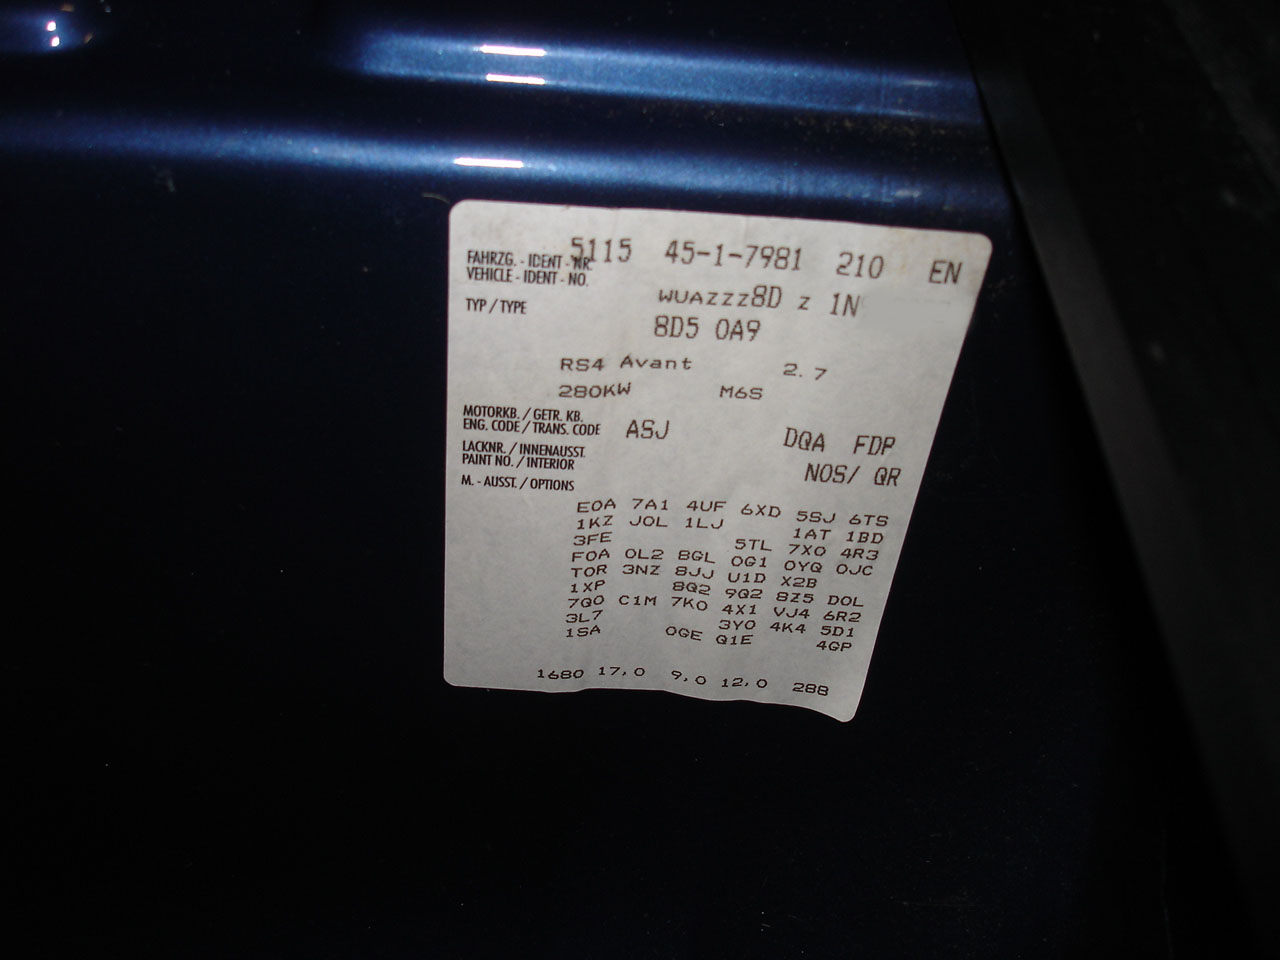 5115 45-1-7981 210 EN
FAHRZG. - IDENT - NR.
VEHICLE - IDENT - NO.
WUAZZZ8D Z 1N
TYP / TYPE
8D5 0A9
RS4 Avant 2.7
280KW M6S
MOTORKB. / GETR. KB.
ENG. CODE / TRANS. CODE ASJ DQA FDP
LACKNR. / INNENAUSST.
PAINT NO. / INTERIOR NOS/ QR
M. - AUSST. / OPTIONS
E0A 7A1 4UF 6XD 5SJ 6TS
1KZ J0L 1LJ 1AT 1BD
3FE 5TL 7X0 4R3
F0A 0L2 8GL 0G1 0YQ 0JC
T0R 3NZ 8JJ U1D X2B
1XP 8Q2 9Q2 8Z5 D0L
7Q0 C1M 7K0 4X1 VJ4 6R2
3L7 3Y0 4K4 5D1
1SA 0GE Q1E 4GP
1680 17,0 9,0 12,0 288